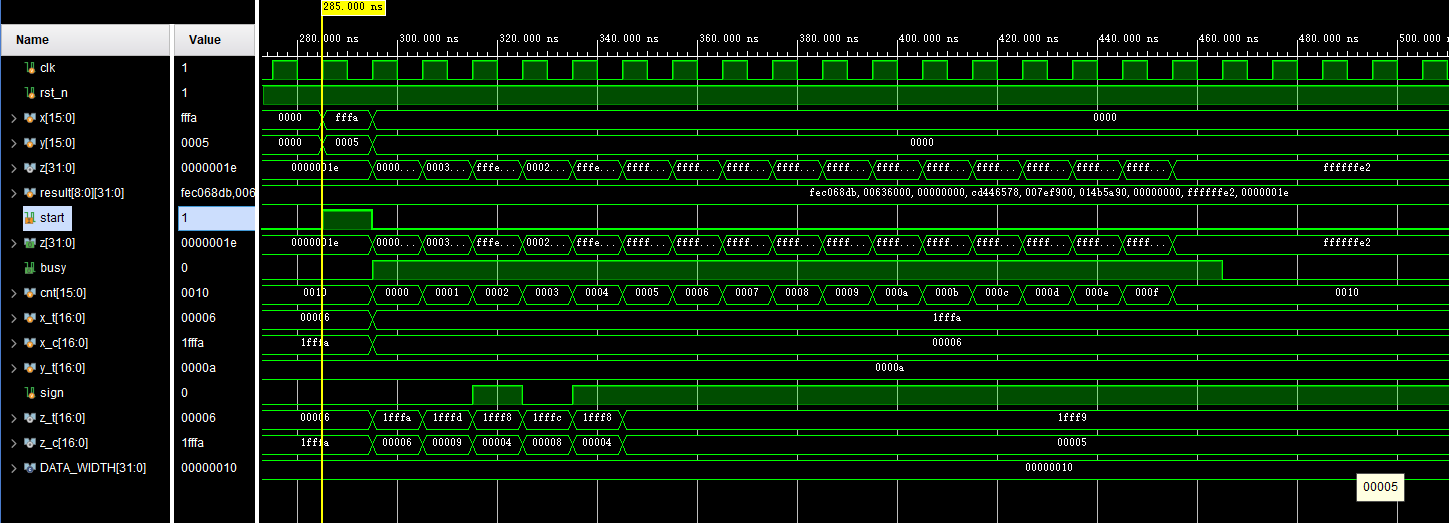 285.000 ns
Name Value 280.000 ns 300.000 ns 320.000 ns 340.000 ns 360.000 ns 380.000 ns 400.000 ns 420.000 ns 440.000 ns 460.000 ns 480.000 ns 500.0
clk 1
rst_n 1
x[15:0] fffa 0000 fffa 0000
y[15:0] 0005 0000 0005 0000
z[31:0] 0000001e 0000001e 0000... 0003... fffe... 0002... fffe... ffff... ffff... ffff... ffff... ffff... ffff... ffff... ffff... ffff... ffff... ffff... ffffffe2
result[8:0][31:0] fec068db,006 fec068db,00636000,00000000,cd446578,007ef900,014b5a90,00000000,ffffffe2,0000001e
start 1
z[31:0] 0000001e 0000001e 0000... 0003... fffe... 0002... fffe... ffff... ffff... ffff... ffff... ffff... ffff... ffff... ffff... ffff... ffff... ffff... ffffffe2
busy 0
cnt[15:0] 0010 0010 0000 0001 0002 0003 0004 0005 0006 0007 0008 0009 000a 000b 000c 000d 000e 000f 0010
x_t[16:0] 00006 00006 1fffa
x_c[16:0] 1fffa 1fffa 00006
y_t[16:0] 0000a 0000a
sign 0
z_t[16:0] 00006 00006 1fffa 1fffd 1fff8 1fffc 1fff8 1fff9
z_c[16:0] 1fffa 1fffa 00006 00009 00004 00008 00004 00005
DATA_WIDTH[31:0] 00000010 00000010
00005